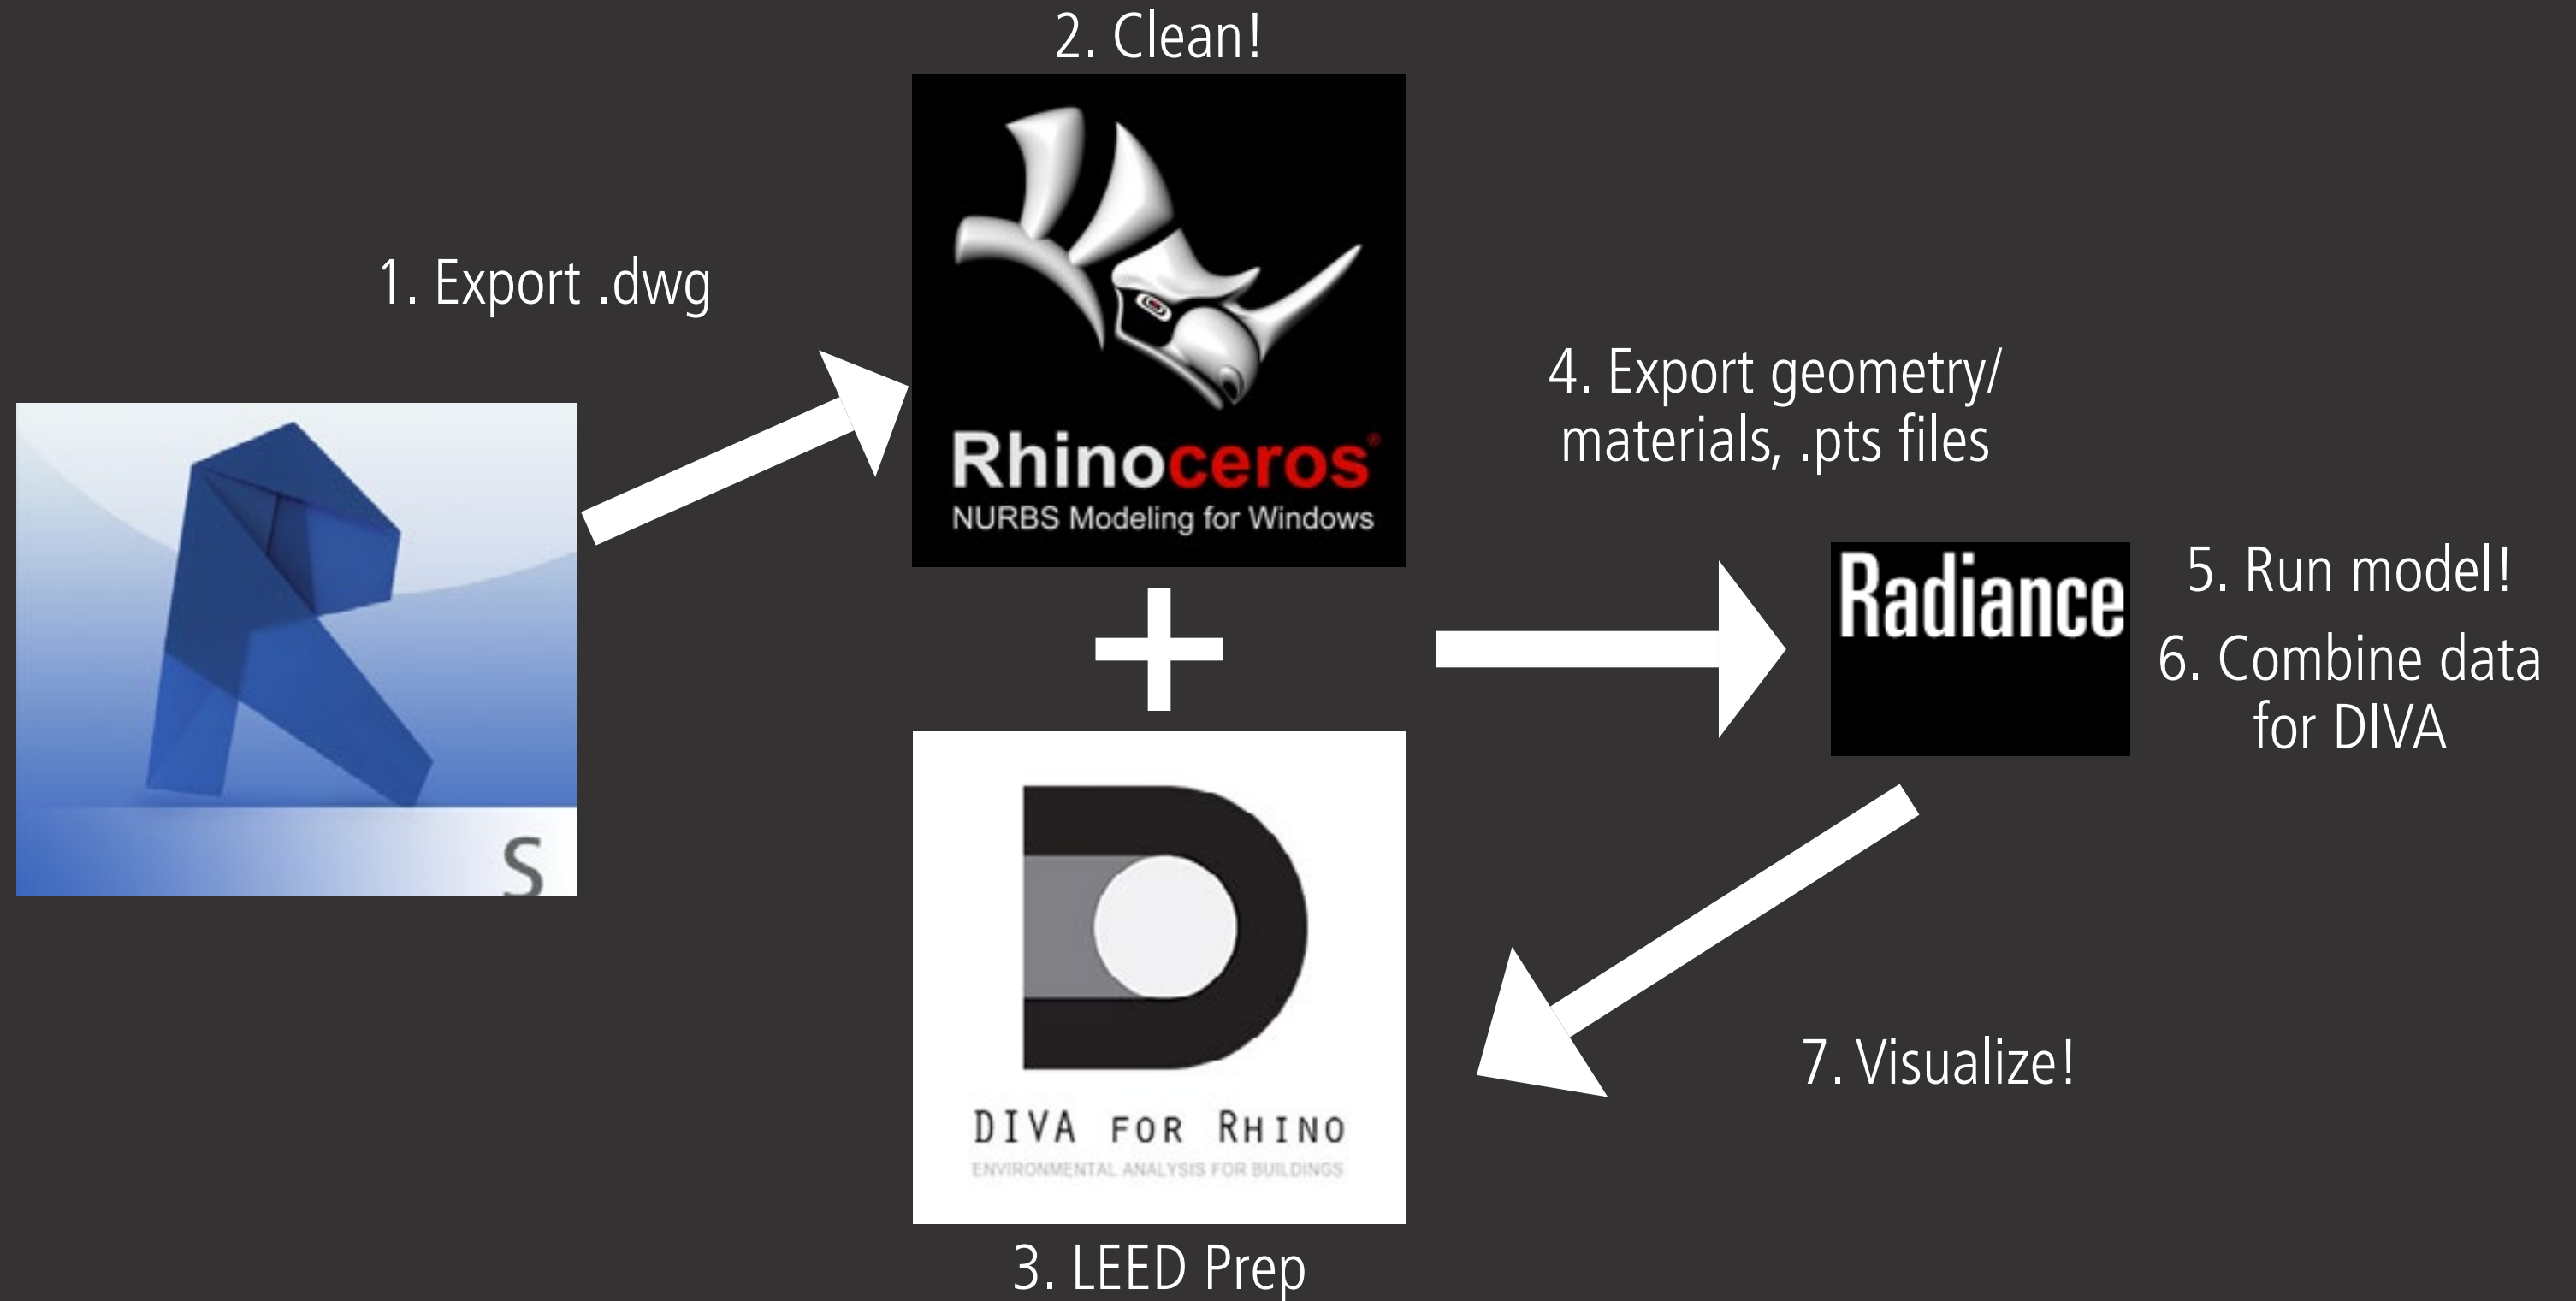 2. Clean!
1. Export .dwg
Rhinoceros®
NURBS Modeling for Windows
4. Export geometry/
materials, .pts files
Radiance
5. Run model!
6. Combine data
for DIVA
S
DIVA FOR RHINO
ENVIRONMENTAL ANALYSIS FOR BUILDINGS
7. Visualize!
3. LEED Prep